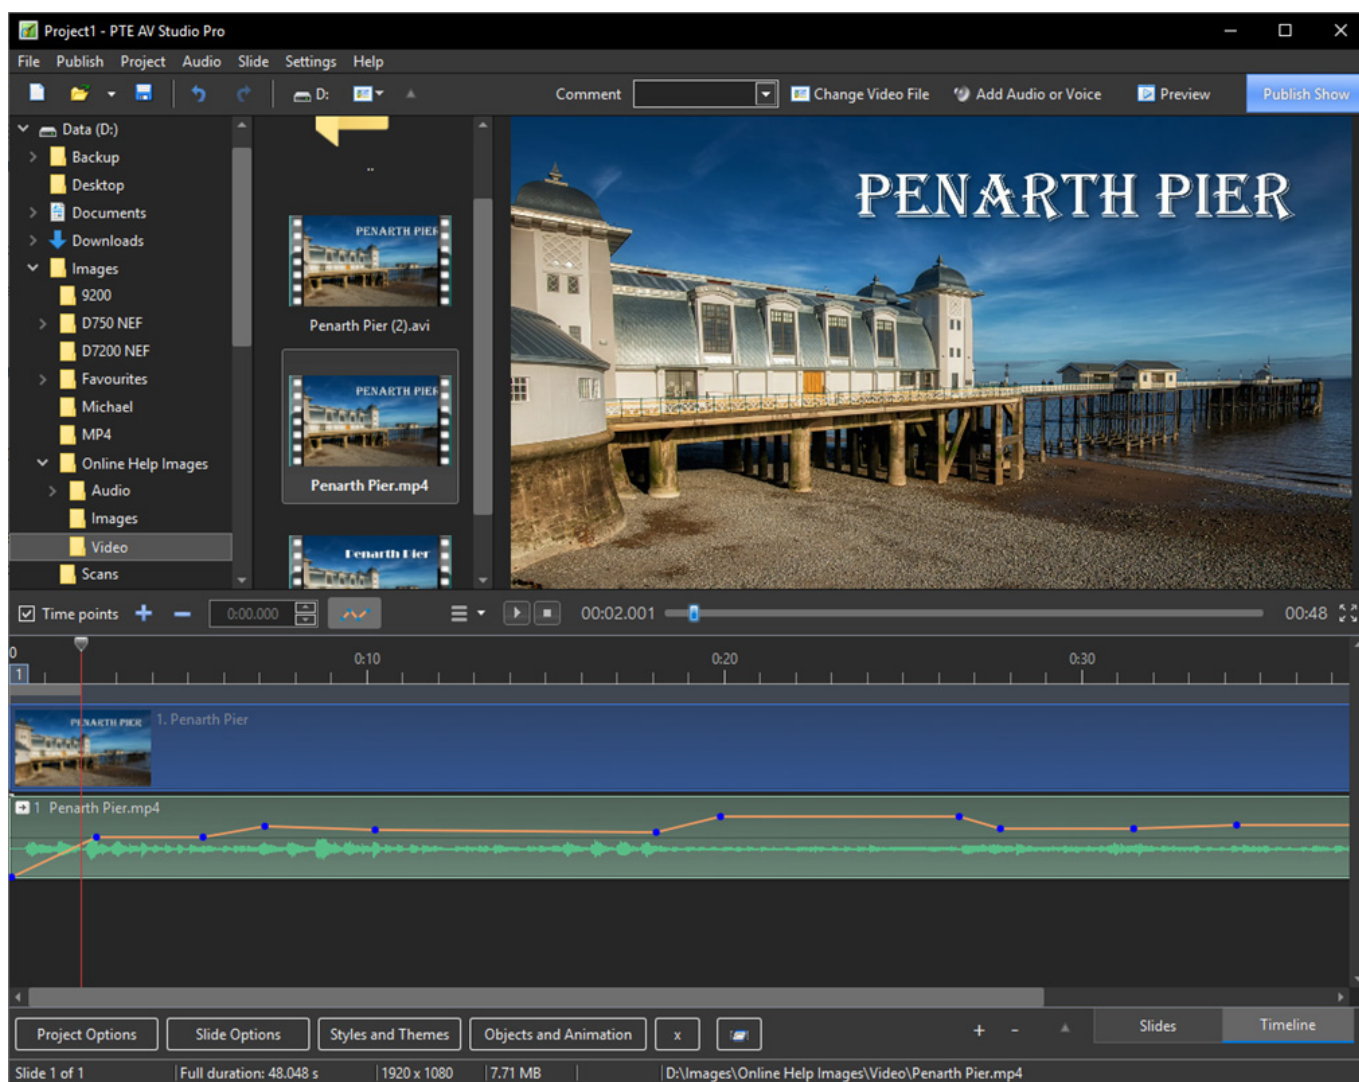 Project1 - PTE AV Studio Pro
File Publish Project Audio Slide Settings Help
D: Comment Change Video File Add Audio or Voice Preview Publish Show
Data (D:)
Backup
Desktop
Documents
Downloads
Images
9200
D750 NEF
D7200 NEF
Favourites
Michael
MP4
Online Help Images
Audio
Images
Video
Scans
..
PENARTH PIER
Penarth Pier (2).avi
PENARTH PIER
Penarth Pier.mp4
Penarth Pier
PENARTH PIER
Time points 0:00.000 00:02.001 00:48
0 0:10 0:20 0:30
1
PENARTH PIER 1. Penarth Pier
1 Penarth Pier.mp4
Project Options Slide Options Styles and Themes Objects and Animation x + - Slides Timeline
Slide 1 of 1 Full duration: 48.048 s 1920 x 1080 7.71 MB D:\Images\Online Help Images\Video\Penarth Pier.mp4